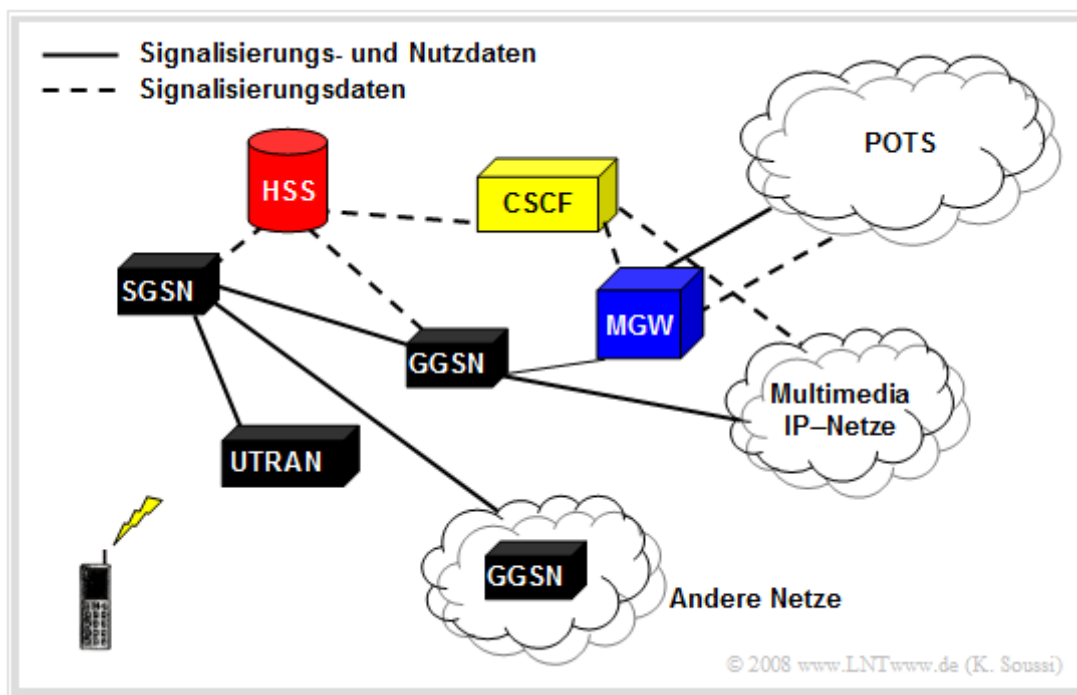 Signalisierungs- und Nutzdaten
Signalisierungsdaten
POTS
HSS
CSCF
SGSN
MGW
GGSN
Multimedia
IP–Netze
UTRAN
GGSN
Andere Netze
© 2008 www.LNTwww.de (K. Soussi)